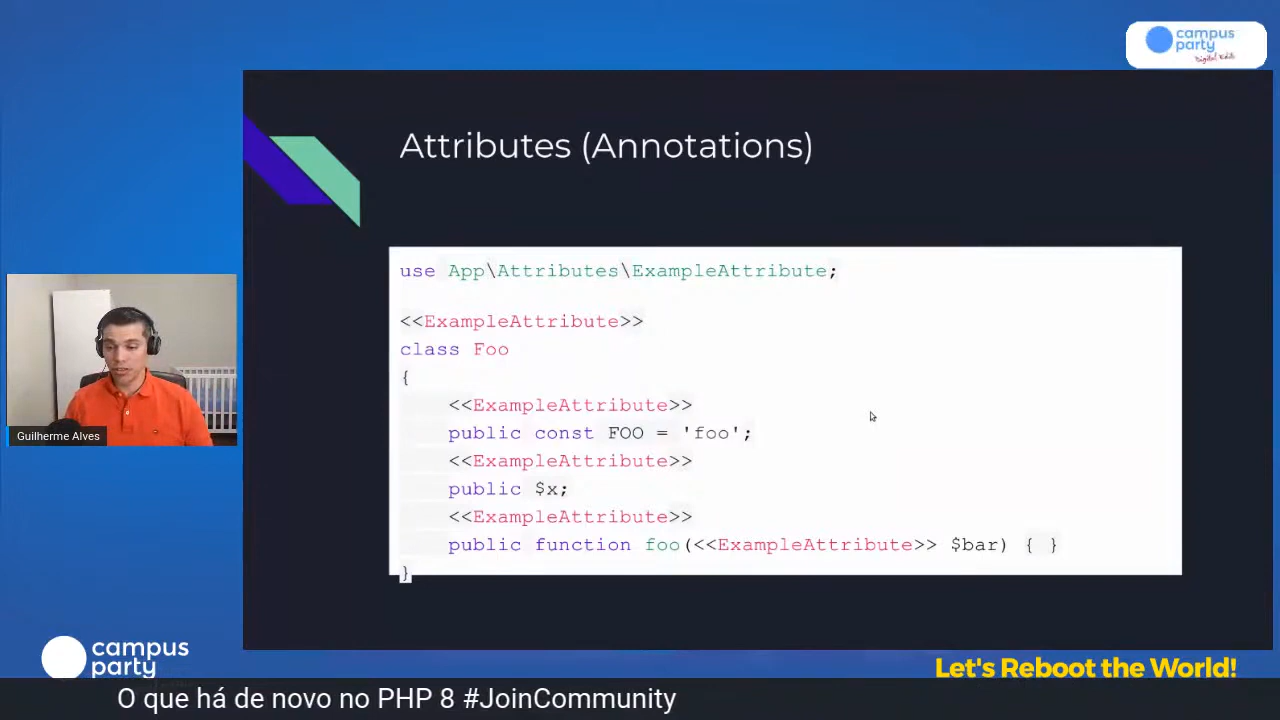 campus
party
Digital Edition
Attributes (Annotations)
use App\Attributes\ExampleAttribute;
<<ExampleAttribute>>
class Foo
{
<<ExampleAttribute>>
public const FOO = 'foo';
<<ExampleAttribute>>
public $x;
<<ExampleAttribute>>
public function foo(<<ExampleAttribute>> $bar) { }
}
Guilherme Alves
campus
party
Let's Reboot the World!
O que há de novo no PHP 8 #JoinCommunity